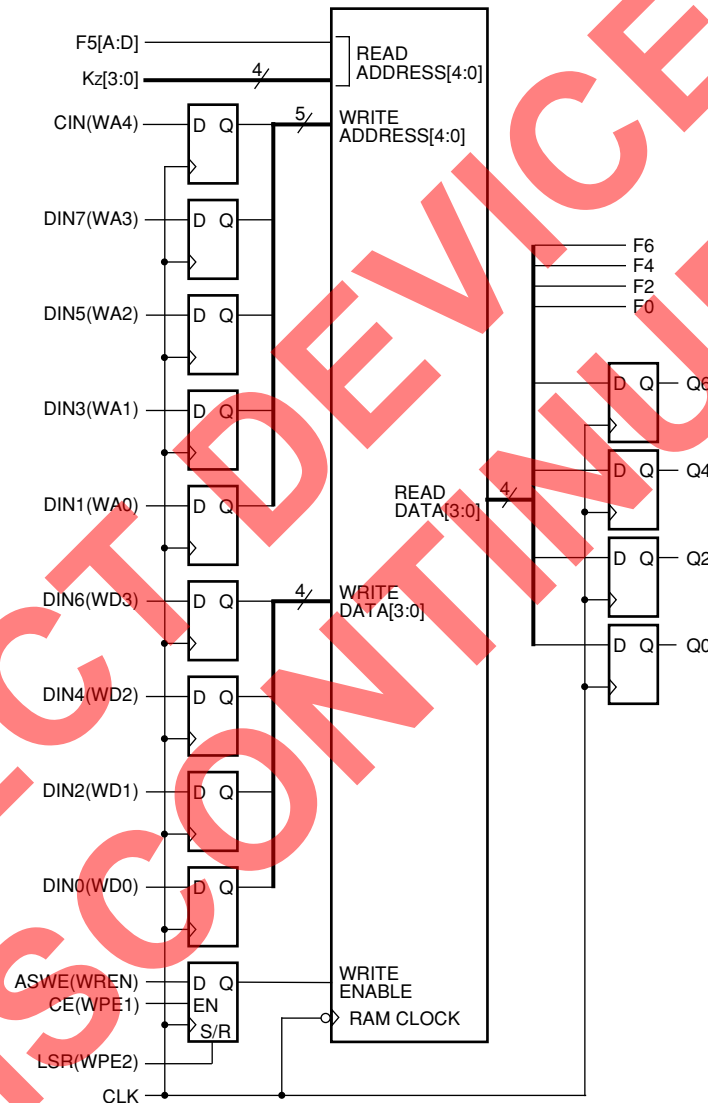 F5[A:D]
Kz[3:0]
4
READ
ADDRESS[4:0]
CIN(WA4)
D Q
5
WRITE
ADDRESS[4:0]
DIN7(WA3)
D Q
DIN5(WA2)
D Q
DIN3(WA1)
D Q
DIN1(WA0)
D Q
DIN6(WD3)
D Q
4
WRITE
DATA[3:0]
DIN4(WD2)
D Q
DIN2(WD1)
D Q
DIN0(WD0)
D Q
ASWE(WREN)
D Q
CE(WPE1)
EN
S/R
LSR(WPE2)
CLK
WRITE
ENABLE
RAM CLOCK
READ
DATA[3:0]
4
F6
F4
F2
F0
D Q
Q6
D Q
Q4
D Q
Q2
D Q
Q0
CT DEVICE
ISCONTINU